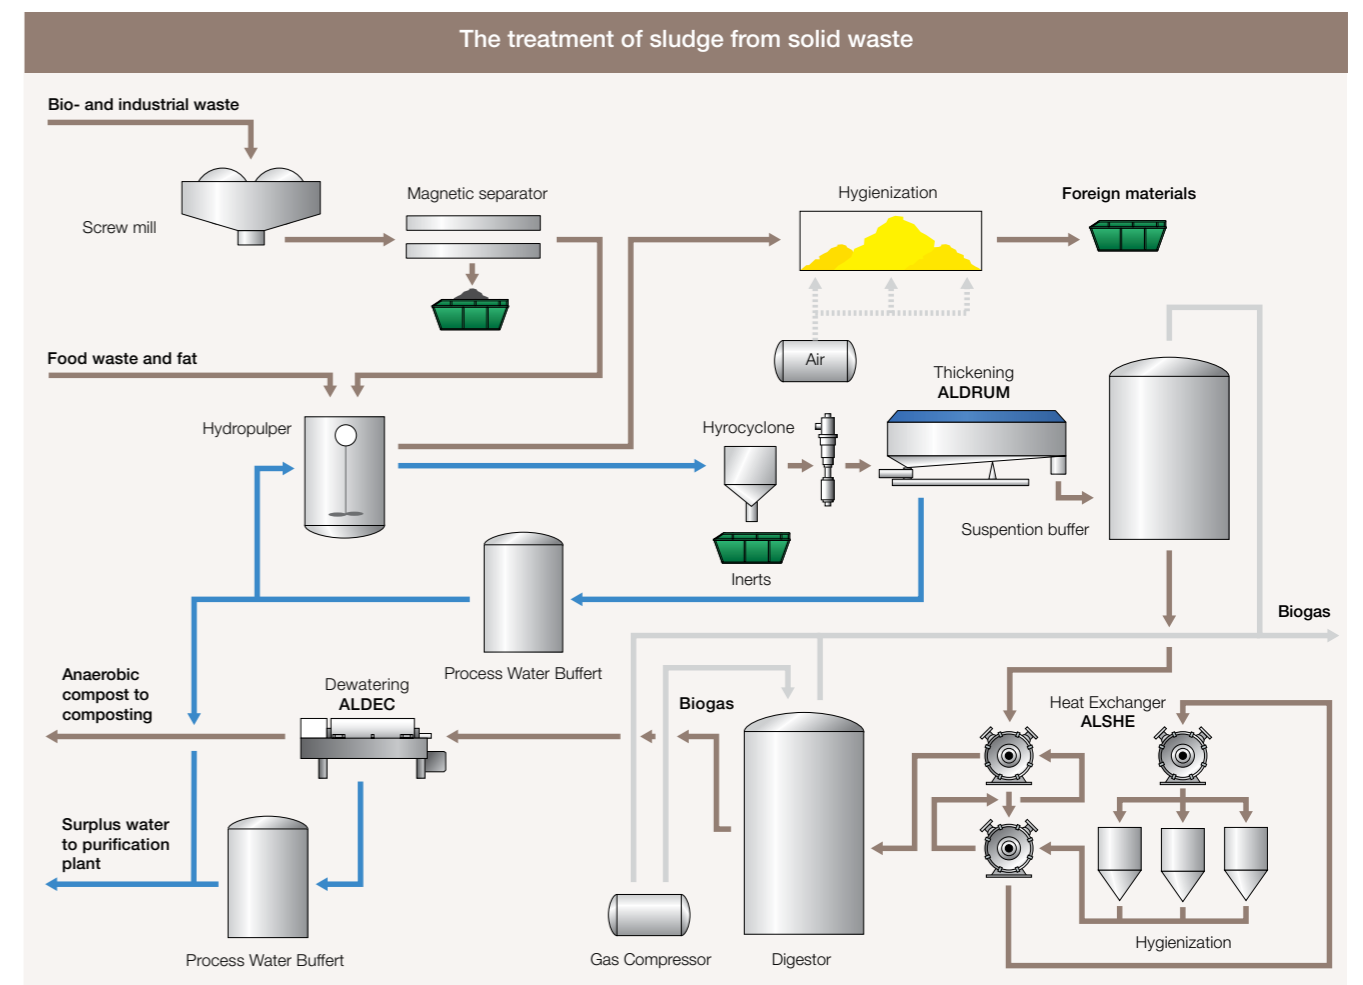 The treatment of sludge from solid waste
Bio- and industrial waste
Screw mill
Magnetic separator
Hygienization
Foreign materials
Air
Food waste and fat
Hydropulper
Hyrocyclone
Thickening
ALDRUM
Suspention buffer
Inerts
Process Water Buffert
Biogas
Anaerobic
compost to
composting
Dewatering
ALDEC
Biogas
Heat Exchanger
ALSHE
Surplus water
to purification
plant
Process Water Buffert
Gas Compressor
Digestor
Hygienization